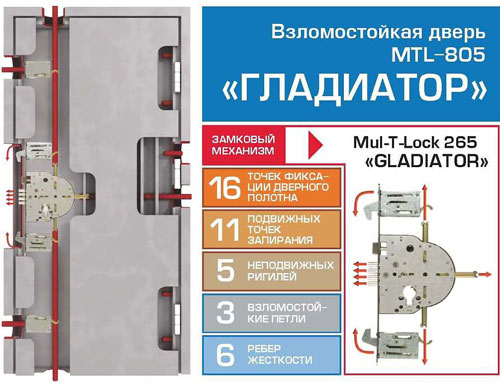 Взломостойкая дверь
MTL-805
«ГЛАДИАТОР»
ЗАМКОВЫЙ
МЕХАНИЗМ
Mul-T-Lock 265
«GLADIATOR»
16
ТОЧЕК ФИКСА-
ЦИИ ДВЕРНОГО
ПОЛОТНА
11
ПОДВИЖНЫХ
ТОЧЕК
ЗАПИРАНИЯ
5
НЕПОДВИЖНЫХ
РИГИЛЕЙ
3
ВЗЛОМОСТОЙ-
КИЕ ПЕТЛИ
6
РЕБЕР
ЖЕСТКОСТИ